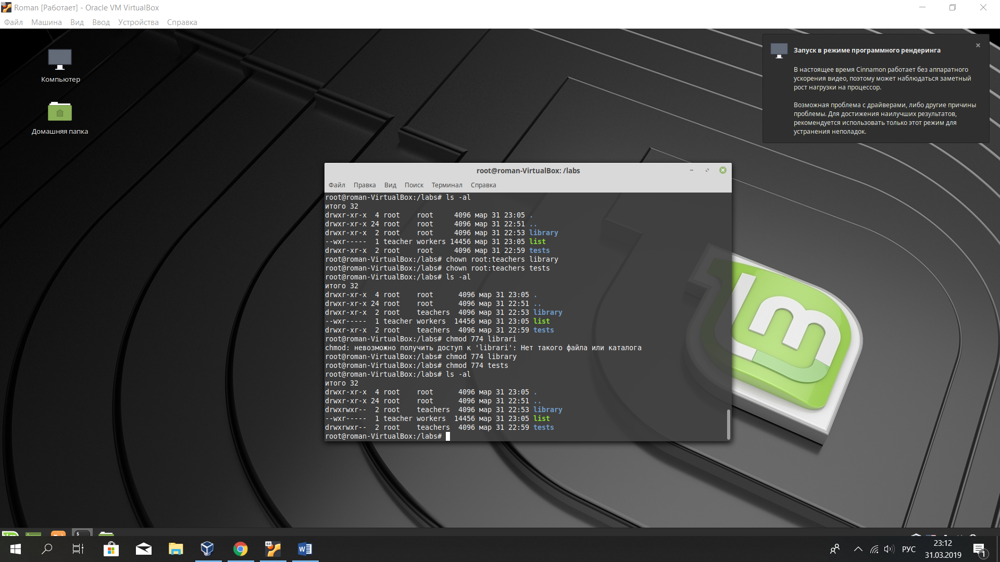 Roman [Работает] - Oracle VM VirtualBox
Файл Машина Вид Ввод Устройства Справка
Компьютер
Домашняя папка
Запуск в режиме программного рендеринга
В настоящее время Cinnamon работает без аппаратного
ускорения видео, поэтому может наблюдаться заметный
рост нагрузки на процессор.
Возможная проблема с драйверами, либо другие причины
проблемы. Для достижения наилучших результатов,
рекомендуется использовать только этот режим для
устранения неполадок.
root@roman-VirtualBox: /labs
Файл Правка Вид Поиск Терминал Справка
root@roman-VirtualBox:/labs# ls -al
итого 32
drwxr-xr-x  4 root    root     4096 мар 31 23:05 .
drwxr-xr-x 24 root    root     4096 мар 31 22:51 ..
drwxr-xr-x  2 root    root     4096 мар 31 22:53 library
--wxr-----  1 teacher workers 14456 мар 31 23:05 list
drwxr-xr-x  2 root    root     4096 мар 31 22:59 tests
root@roman-VirtualBox:/labs# chown root:teachers library
root@roman-VirtualBox:/labs# chown root:teachers tests
root@roman-VirtualBox:/labs# ls -al
итого 32
drwxr-xr-x  4 root    root      4096 мар 31 23:05 .
drwxr-xr-x 24 root    root      4096 мар 31 22:51 ..
drwxr-xr-x  2 root    teachers  4096 мар 31 22:53 library
--wxr-----  1 teacher workers  14456 мар 31 23:05 list
drwxr-xr-x  2 root    teachers  4096 мар 31 22:59 tests
root@roman-VirtualBox:/labs# chmod 774 librari
chmod: невозможно получить доступ к 'librari': Нет такого файла или каталога
root@roman-VirtualBox:/labs# chmod 774 library
root@roman-VirtualBox:/labs# chmod 774 tests
root@roman-VirtualBox:/labs# ls -al
итого 32
drwxr-xr-x  4 root    root      4096 мар 31 23:05 .
drwxr-xr-x 24 root    root      4096 мар 31 22:51 ..
drwxrwxr--  2 root    teachers  4096 мар 31 22:53 library
--wxr-----  1 teacher workers  14456 мар 31 23:05 list
drwxrwxr--  2 root    teachers  4096 мар 31 22:59 tests
root@roman-VirtualBox:/labs#
64
РУС
23:12
31.03.2019
1